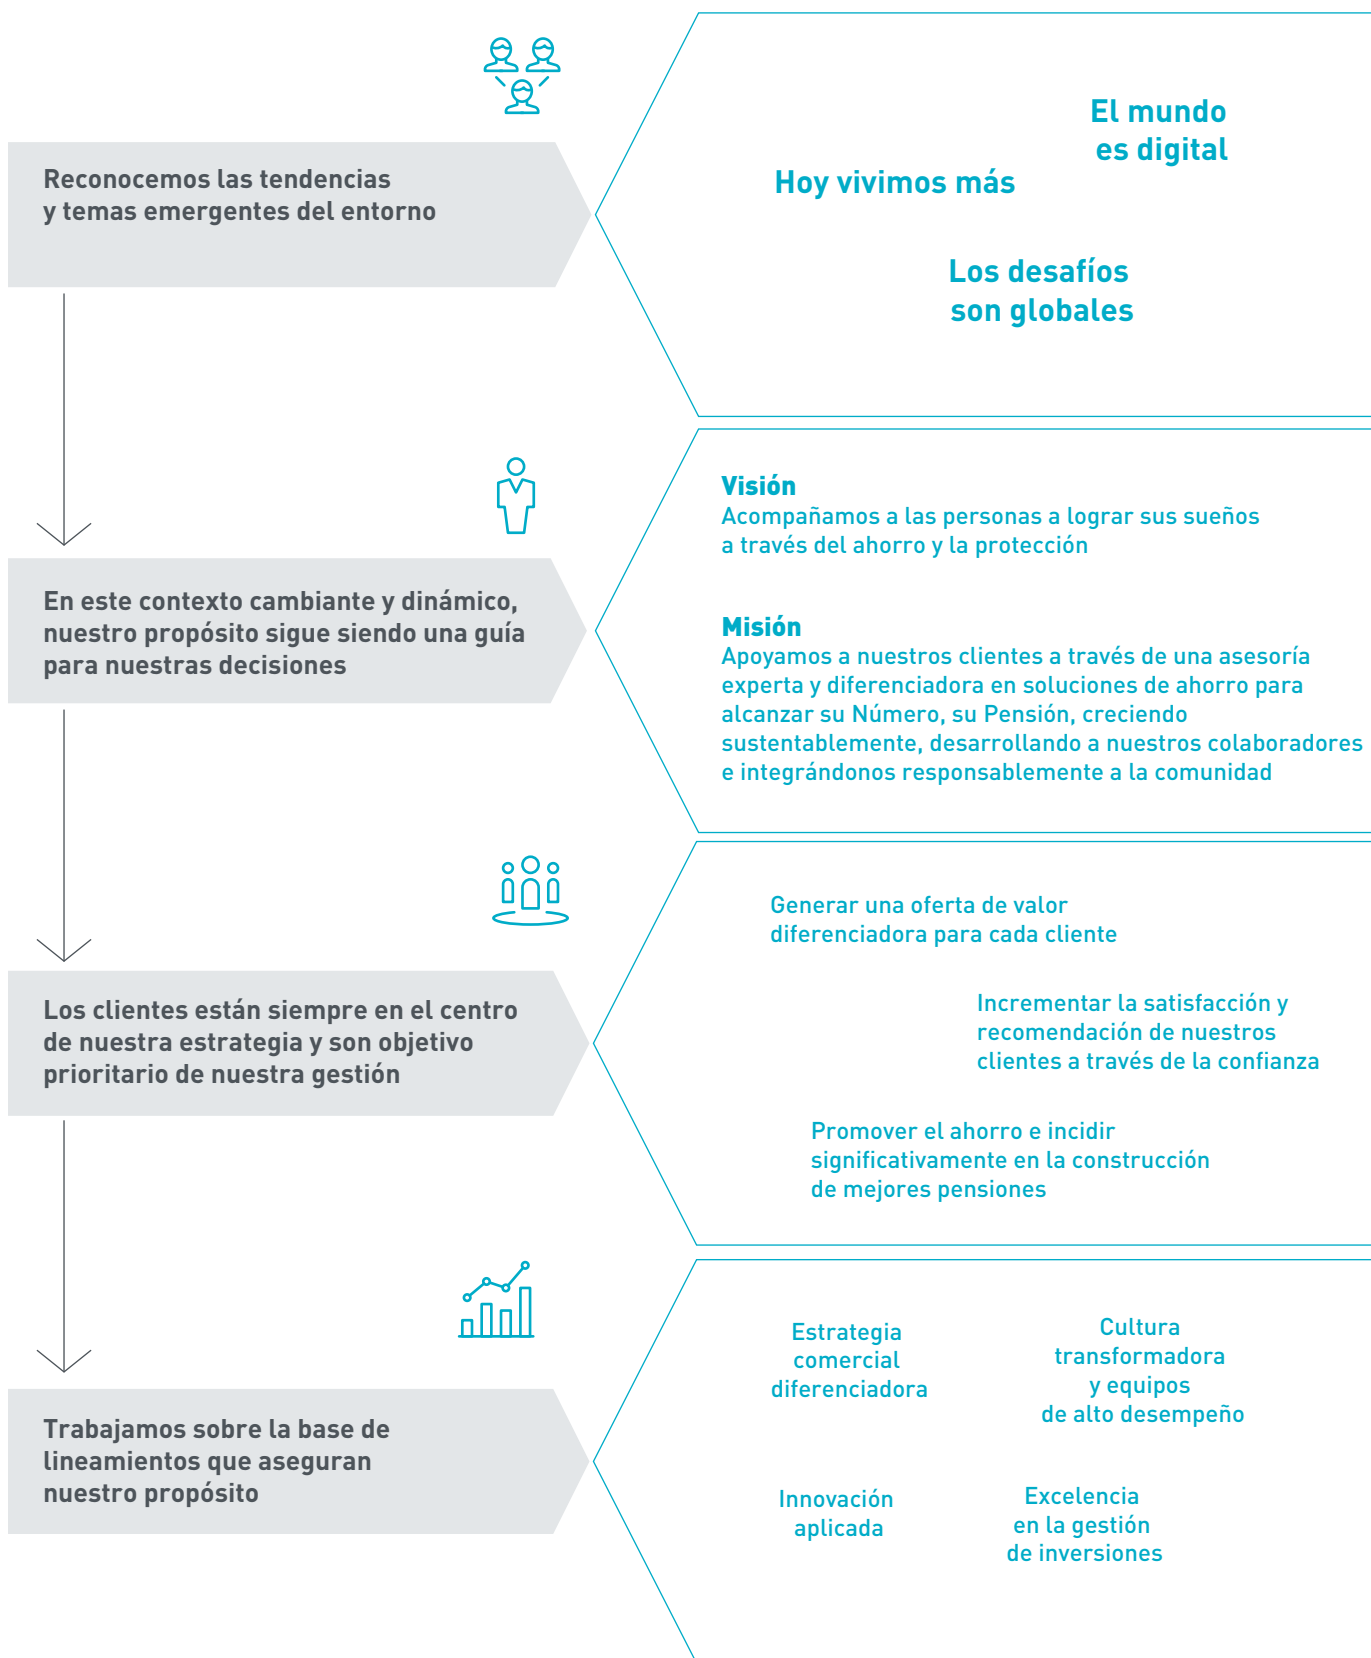 Reconocemos las tendencias
y temas emergentes del entorno
El mundo
es digital
Hoy vivimos más
Los desafíos
son globales
En este contexto cambiante y dinámico,
nuestro propósito sigue siendo una guía
para nuestras decisiones
Visión
Acompañamos a las personas a lograr sus sueños
a través del ahorro y la protección
Misión
Apoyamos a nuestros clientes a través de una asesoría
experta y diferenciadora en soluciones de ahorro para
alcanzar su Número, su Pensión, creciendo
sustentablemente, desarrollando a nuestros colaboradores
e integrándonos responsablemente a la comunidad
Los clientes están siempre en el centro
de nuestra estrategia y son objetivo
prioritario de nuestra gestión
Generar una oferta de valor
diferenciadora para cada cliente
Incrementar la satisfacción y
recomendación de nuestros
clientes a través de la confianza
Promover el ahorro e incidir
significativamente en la construcción
de mejores pensiones
Trabajamos sobre la base de
lineamientos que aseguran
nuestro propósito
Estrategia
comercial
diferenciadora
Cultura
transformadora
y equipos
de alto desempeño
Innovación
aplicada
Excelencia
en la gestión
de inversiones